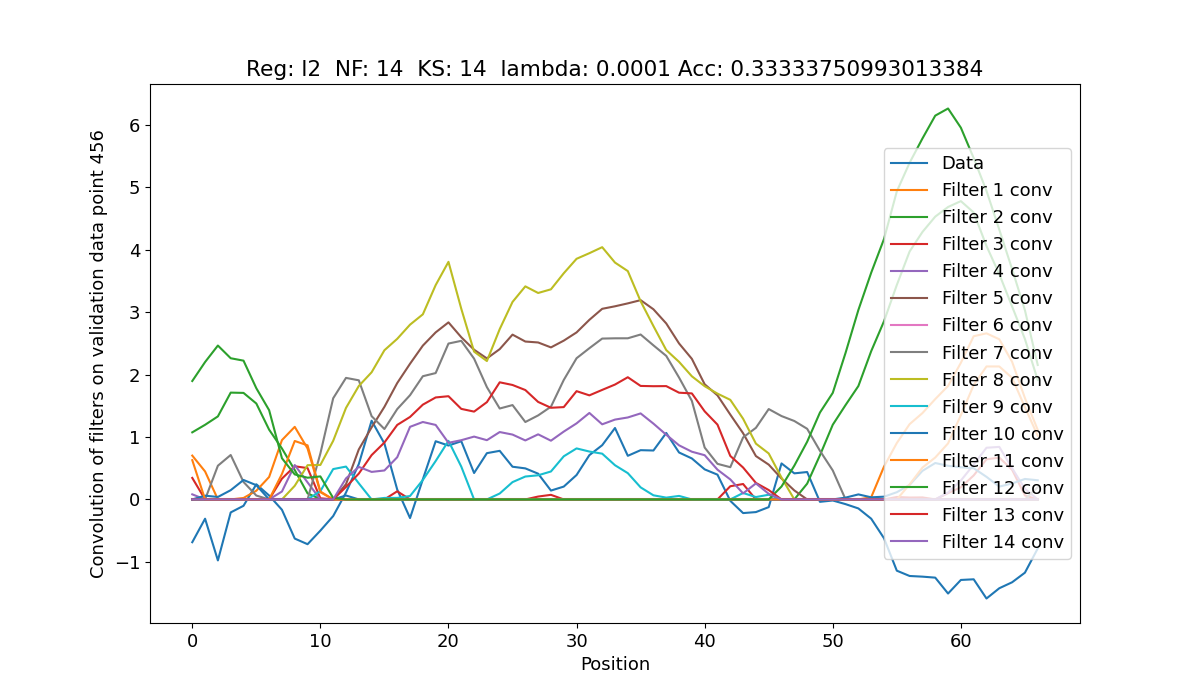 Reg: l2  NF: 14  KS: 14  lambda: 0.0001 Acc: 0.33333750993013384
Convolution of filters on validation data point 456
6
5
4
3
2
1
0
−1
0 10 20 30 40 50 60
Position
Data
Filter 1 conv
Filter 2 conv
Filter 3 conv
Filter 4 conv
Filter 5 conv
Filter 6 conv
Filter 7 conv
Filter 8 conv
Filter 9 conv
Filter 10 conv
Filter 11 conv
Filter 12 conv
Filter 13 conv
Filter 14 conv